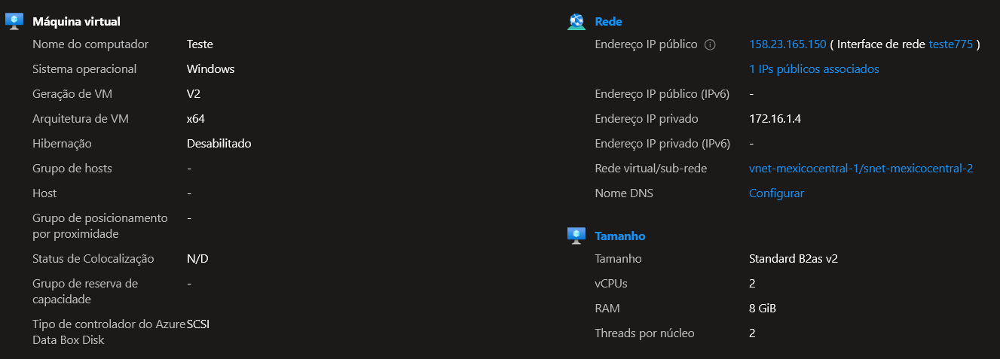 Máquina virtual
Nome do computador Teste
Sistema operacional Windows
Geração de VM V2
Arquitetura de VM x64
Hibernação Desabilitado
Grupo de hosts -
Host -
Grupo de posicionamento -
por proximidade
Status de Colocalização N/D
Grupo de reserva de -
capacidade
Tipo de controlador do Azure SCSI
Data Box Disk
Rede
Endereço IP público 158.23.165.150 ( Interface de rede teste775 )
1 IPs públicos associados
Endereço IP público (IPv6) -
Endereço IP privado 172.16.1.4
Endereço IP privado (IPv6) -
Rede virtual/sub-rede vnet-mexicocentral-1/snet-mexicocentral-2
Nome DNS Configurar
Tamanho
Tamanho Standard B2as v2
vCPUs 2
RAM 8 GiB
Threads por núcleo 2